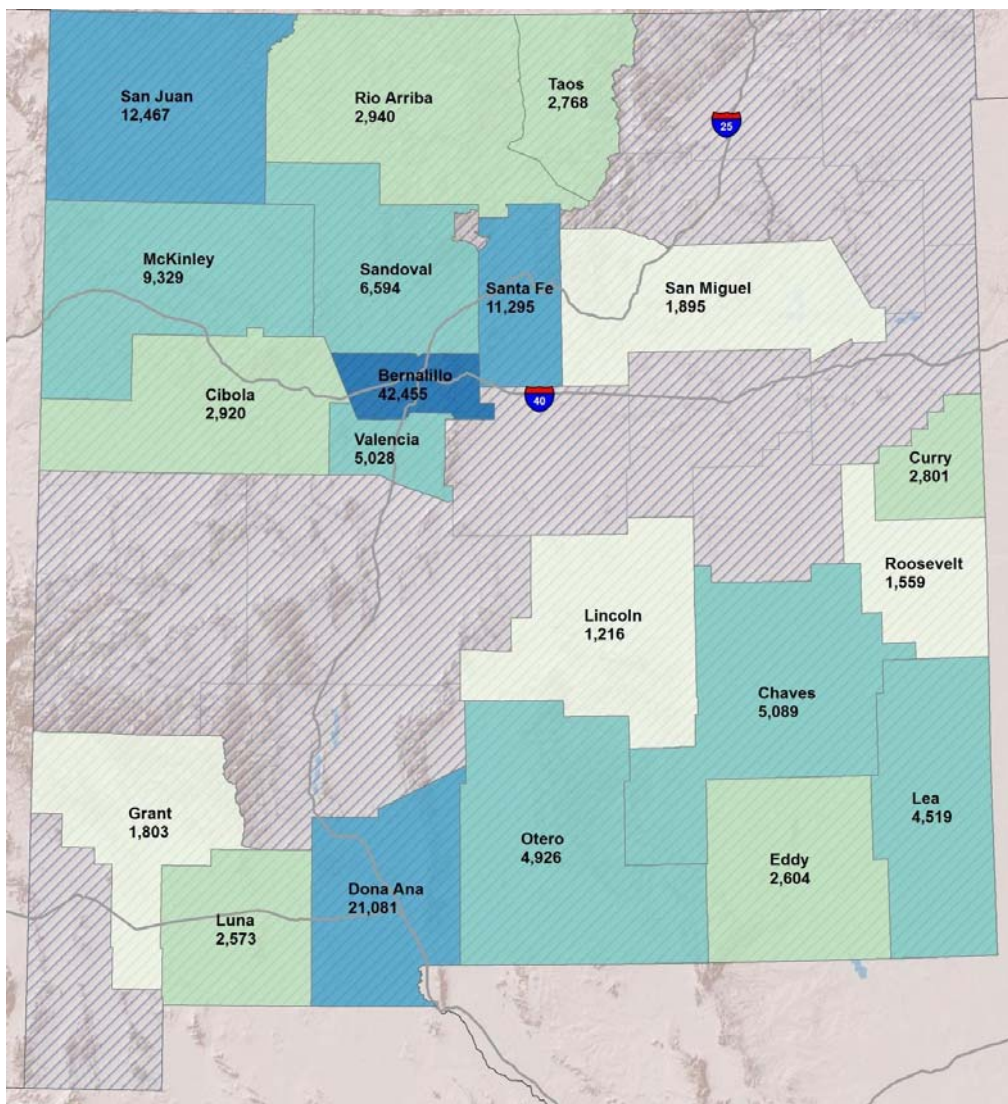 San Juan
12,467
Rio Arriba
2,940
Taos
2,768
25
McKinley
9,329
Sandoval
6,594
Santa Fe
11,295
San Miguel
1,895
Bernalillo
42,455
40
Cibola
2,920
Valencia
5,028
Curry
2,801
Roosevelt
1,559
Lincoln
1,216
Chaves
5,089
Grant
1,803
Otero
4,926
Lea
4,519
Eddy
2,604
Dona Ana
21,081
Luna
2,573